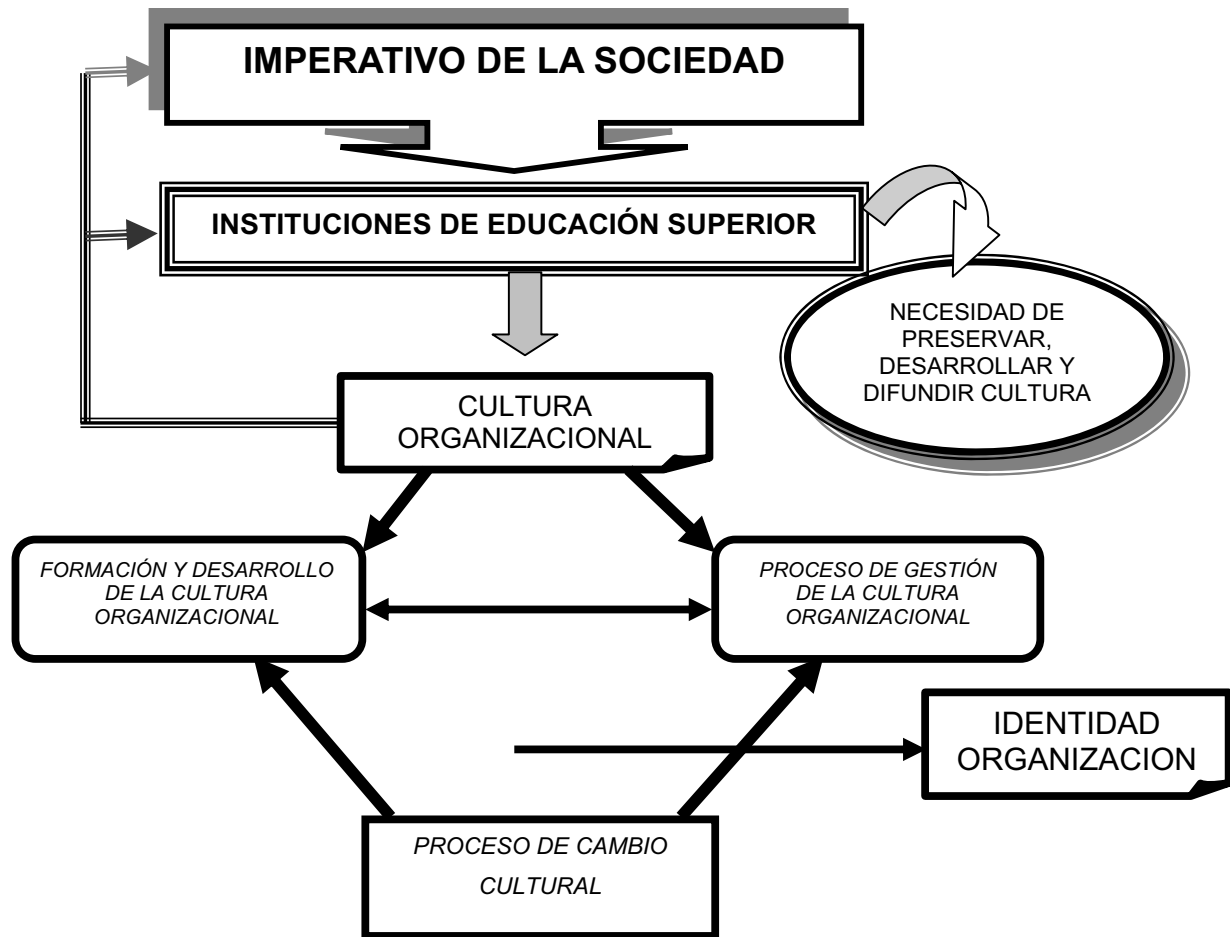 IMPERATIVO DE LA SOCIEDAD
INSTITUCIONES DE EDUCACIÓN SUPERIOR
NECESIDAD DE
PRESERVAR,
DESARROLLAR Y
DIFUNDIR CULTURA
CULTURA
ORGANIZACIONAL
FORMACIÓN Y DESARROLLO
DE LA CULTURA
ORGANIZACIONAL
PROCESO DE GESTIÓN
DE LA CULTURA
ORGANIZACIONAL
IDENTIDAD
ORGANIZACION
PROCESO DE CAMBIO
CULTURAL